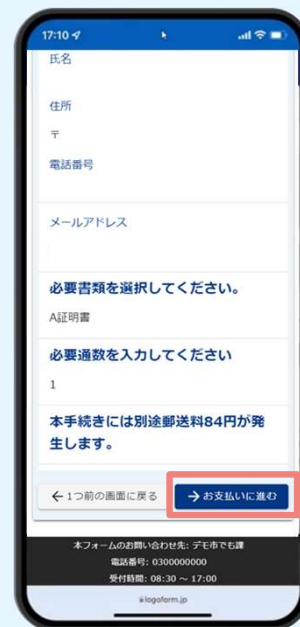 17:10
氏名
住所
〒
電話番号
メールアドレス
必要書類を選択してください。
A証明書
必要通数を入力してください
1
本手続きには別途郵送料84円が発
生します。
← 1つ前の画面に戻る
→ お支払いに進む
本フォームのお問い合わせ先: デモ市でも課
電話番号: 0300000000
受付時間: 08:30 ～ 17:00
logoform.jp